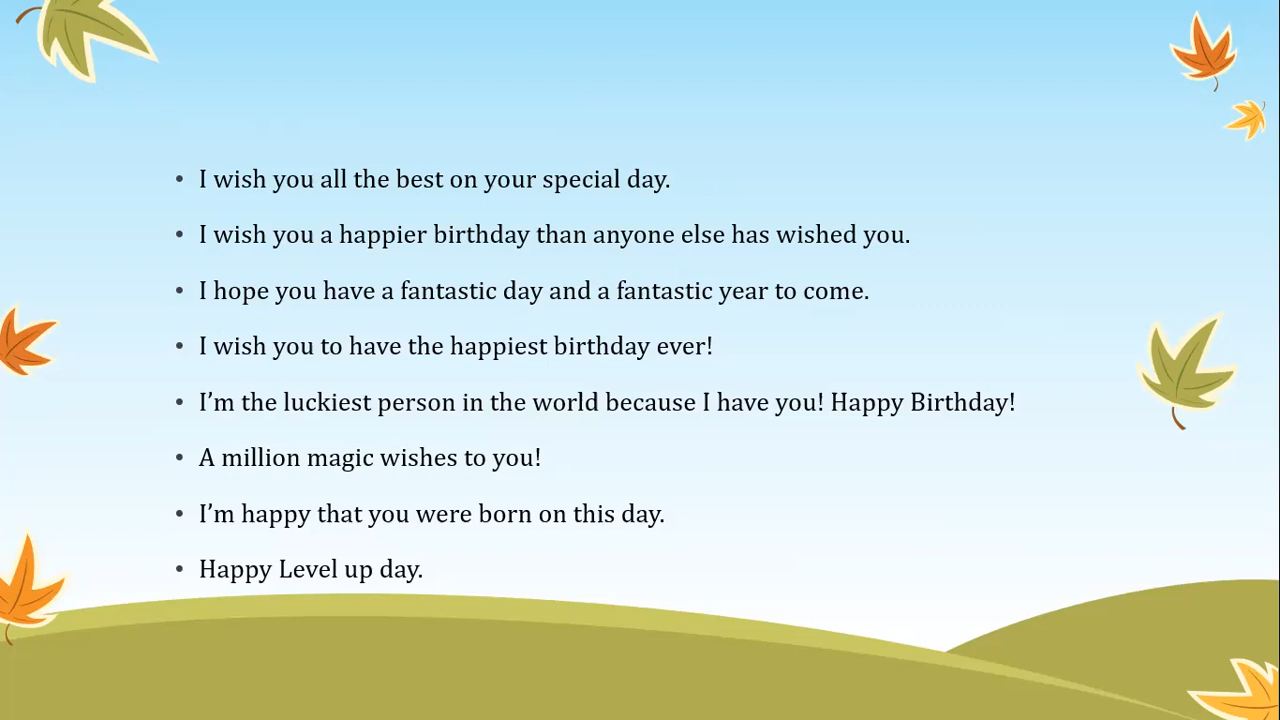 • I wish you all the best on your special day.
• I wish you a happier birthday than anyone else has wished you.
• I hope you have a fantastic day and a fantastic year to come.
• I wish you to have the happiest birthday ever!
• I’m the luckiest person in the world because I have you! Happy Birthday!
• A million magic wishes to you!
• I’m happy that you were born on this day.
• Happy Level up day.